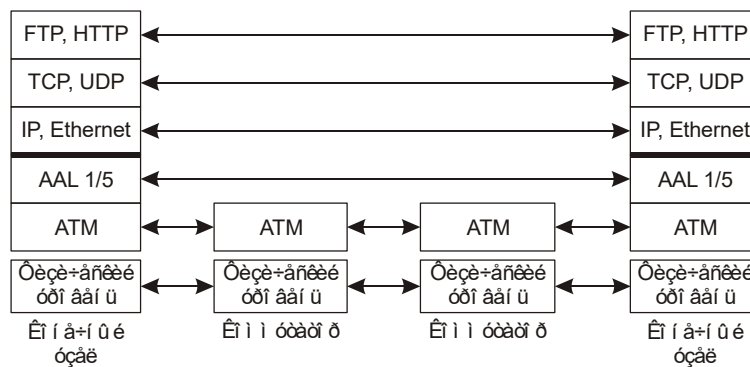 FTP, HTTP
FTP, HTTP
TCP, UDP
TCP, UDP
IP, Ethernet
IP, Ethernet
AAL 1/5
AAL 1/5
ATM
ATM
ATM
ATM
Ôèçè÷åñêèé
óðî âåí ü
Ôèçè÷åñêèé
óðî âåí ü
Ôèçè÷åñêèé
óðî âåí ü
Ôèçè÷åñêèé
óðî âåí ü
Êî í å÷í û é
óçåë
Êî ì ì óòàòî ð
Êî ì ì óòàòî ð
Êî í å÷í û é
óçåë